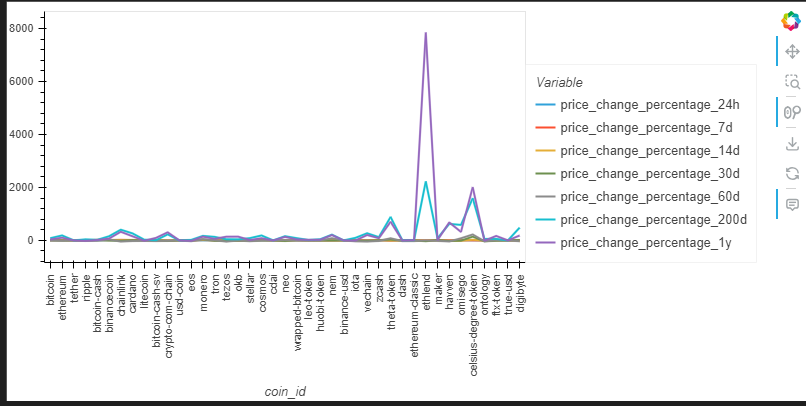 8000
6000
4000
2000
0
Variable
price_change_percentage_24h
price_change_percentage_7d
price_change_percentage_14d
price_change_percentage_30d
price_change_percentage_60d
price_change_percentage_200d
price_change_percentage_1y
bitcoin
ethereum
tether
ripple
bitcoin-cash
binancecoin
chainlink
cardano
litecoin
bitcoin-cash-sv
crypto-com-chain
usd-coin
eos
monero
tron
tezos
okb
stellar
cosmos
cdai
neo
wrapped-bitcoin
leo-token
huobi-token
nem
binance-usd
iota
vechain
zcash
theta-token
dash
ethereum-classic
ethlend
maker
havven
omisego
celsius-degree-token
ontology
ftx-token
true-usd
digibyte
coin_id